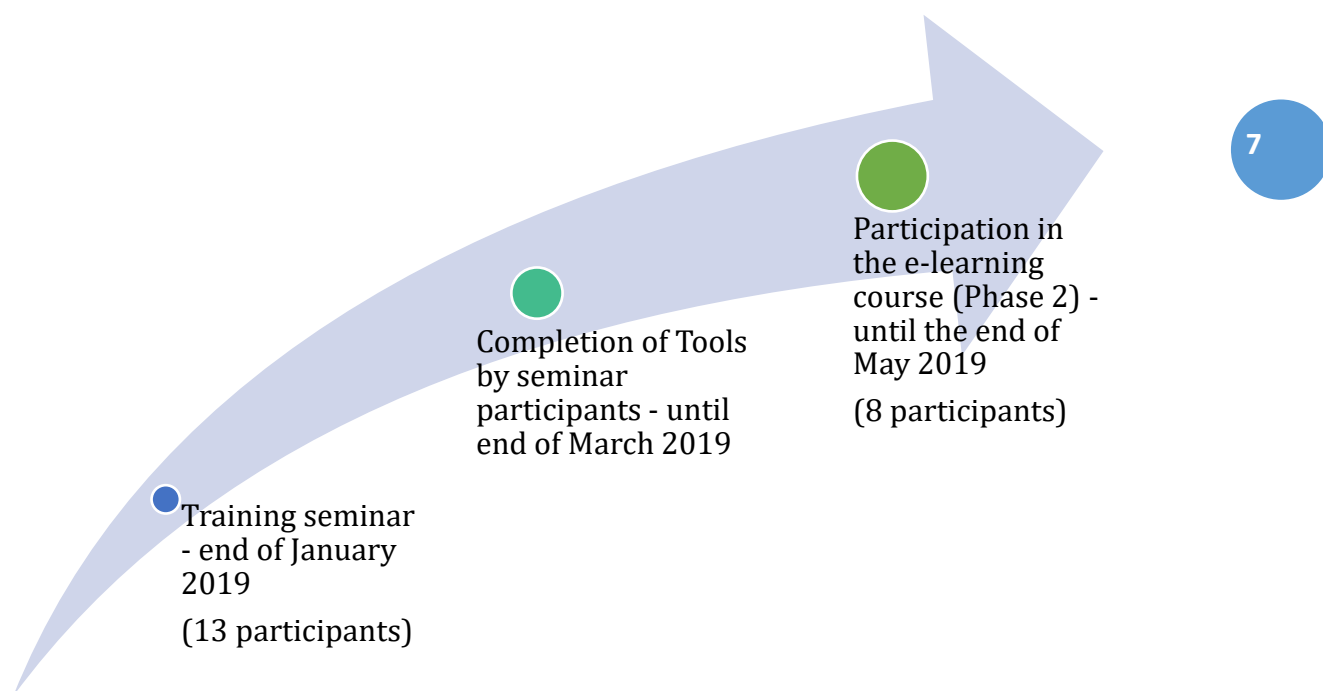 7
Training seminar
- end of January
2019
(13 participants)
Completion of Tools
by seminar
participants - until
end of March 2019
Participation in
the e-learning
course (Phase 2) -
until the end of
May 2019
(8 participants)